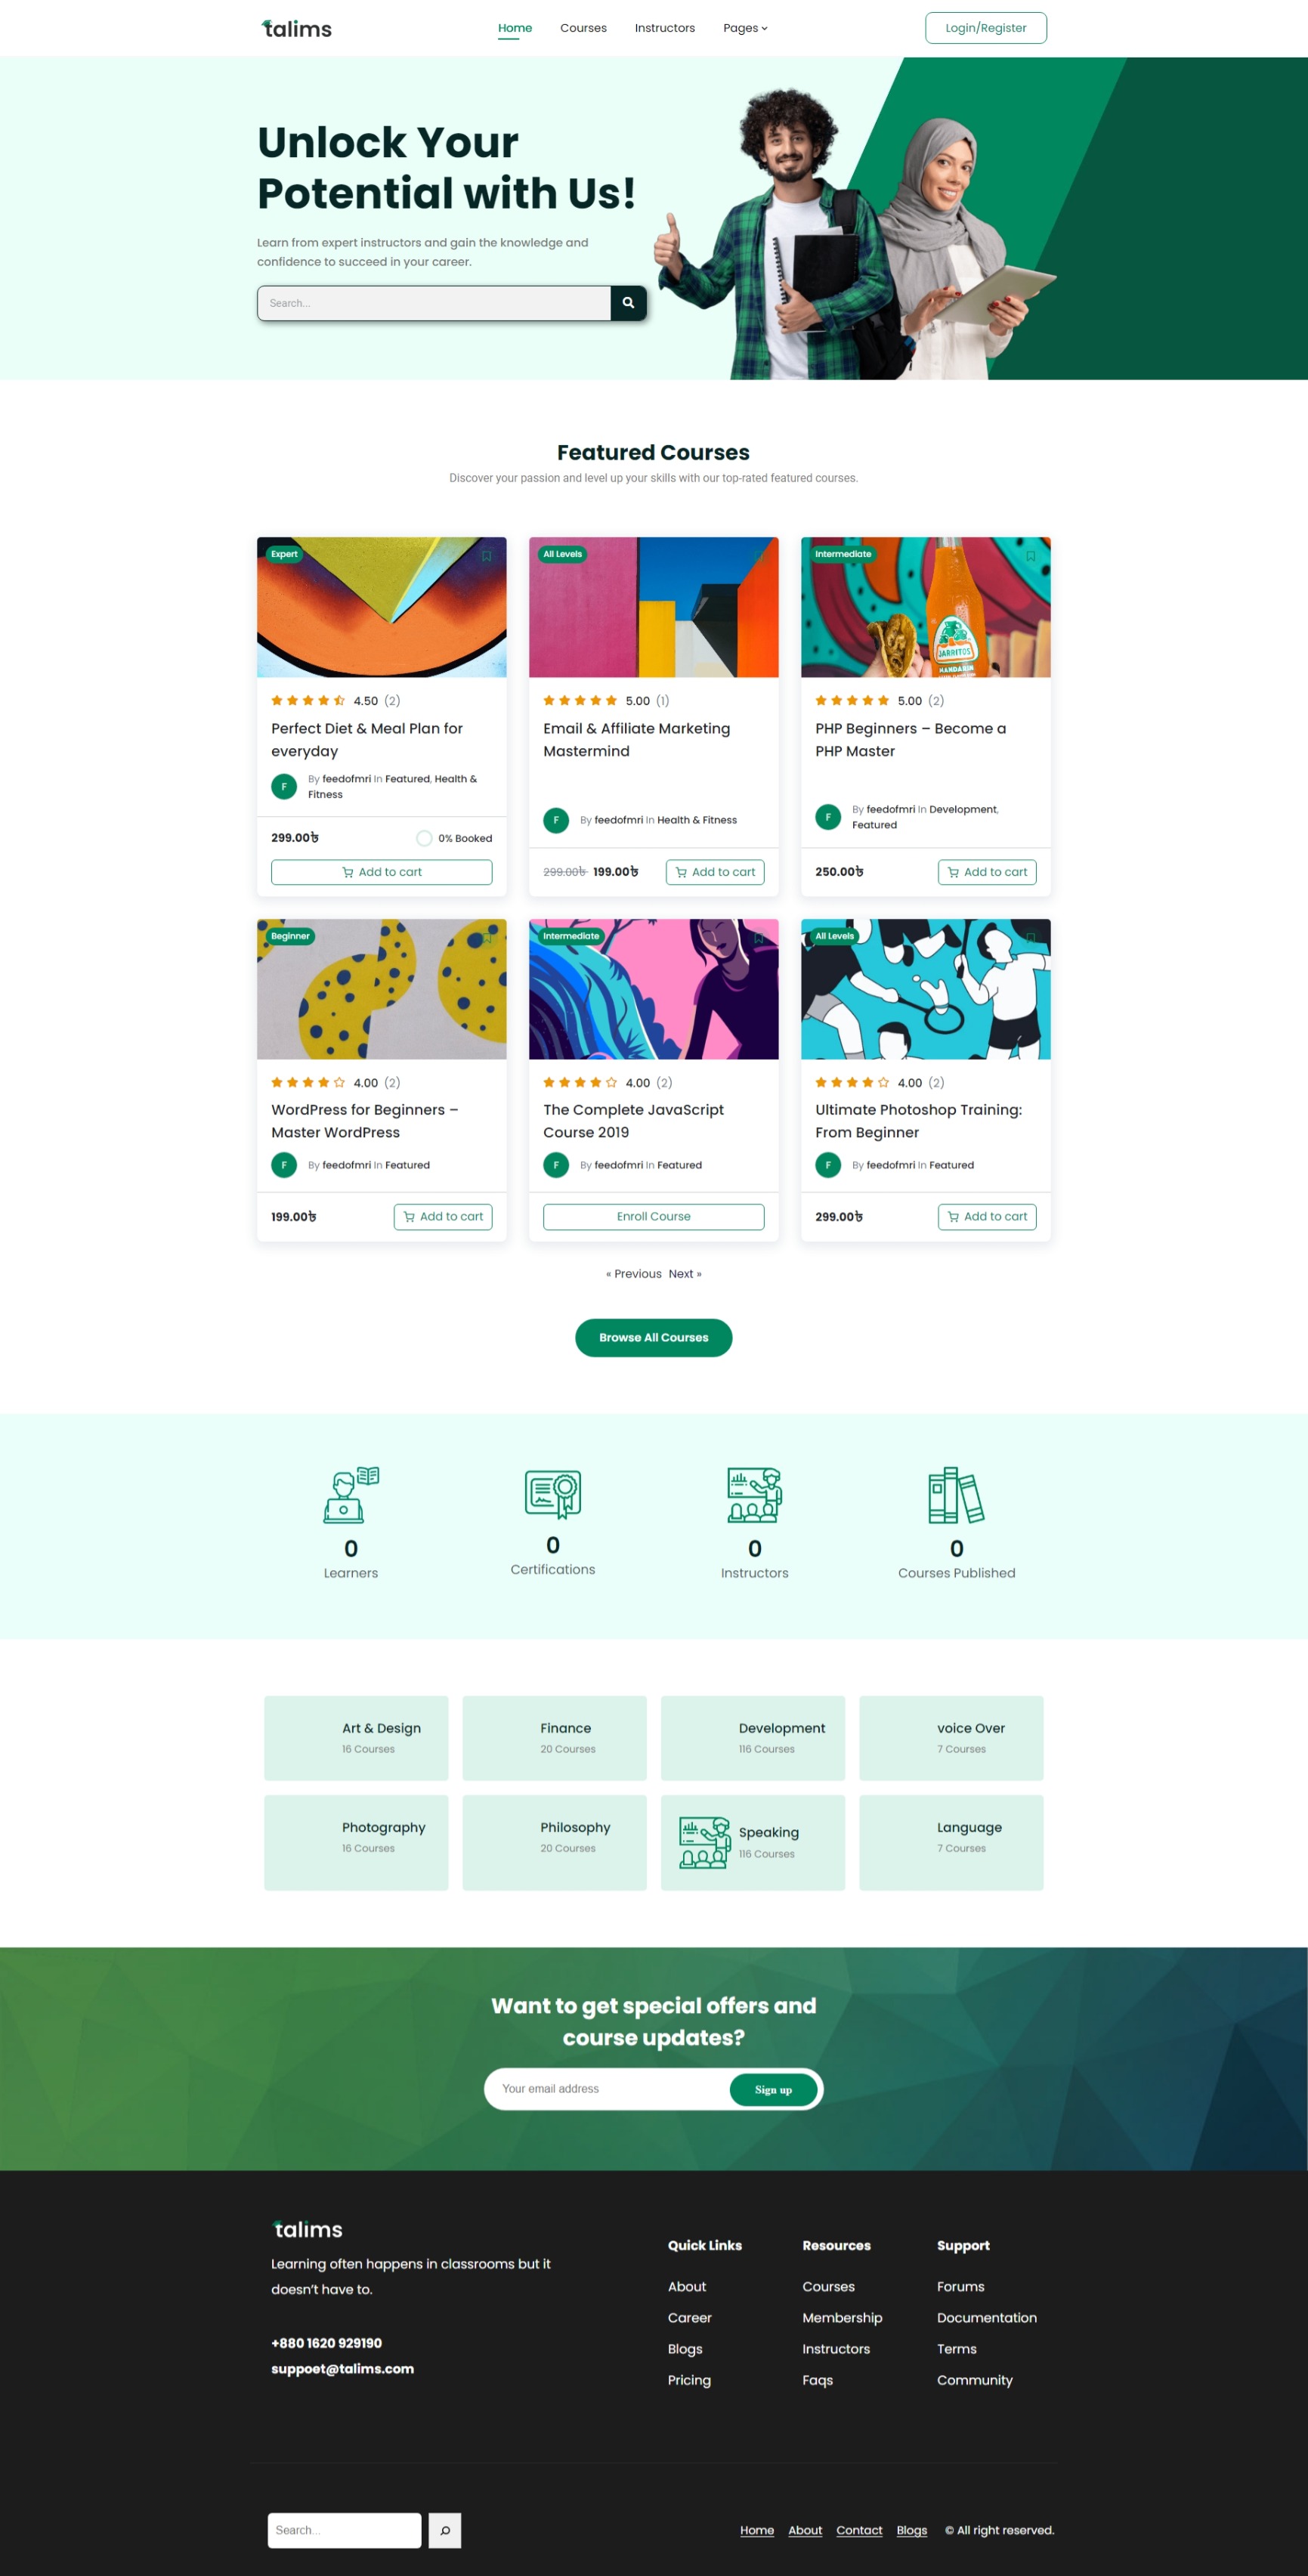 talims
Home Courses Instructors Pages
Login/Register
Unlock Your
Potential with Us!
Learn from expert instructors and gain the knowledge and
confidence to succeed in your career.
Search...
Featured Courses
Discover your passion and level up your skills with our top-rated featured courses.
Expert
4.50 (2)
Perfect Diet & Meal Plan for
everyday
F
By feedofmri In Featured, Health &
Fitness
299.00৳
0% Booked
Add to cart
All Levels
5.00 (1)
Email & Affiliate Marketing
Mastermind
F
By feedofmri In Health & Fitness
299.00৳ 199.00৳
Add to cart
Intermediate
JARRITOS
MANDARIN
5.00 (2)
PHP Beginners – Become a
PHP Master
F
By feedofmri In Development,
Featured
250.00৳
Add to cart
Beginner
4.00 (2)
WordPress for Beginners –
Master WordPress
F
By feedofmri In Featured
199.00৳
Add to cart
Intermediate
4.00 (2)
The Complete JavaScript
Course 2019
F
By feedofmri In Featured
Enroll Course
All Levels
4.00 (2)
Ultimate Photoshop Training:
From Beginner
F
By feedofmri In Featured
299.00৳
Add to cart
« Previous Next »
Browse All Courses
0
Learners
0
Certifications
0
Instructors
0
Courses Published
Art & Design
16 Courses
Finance
20 Courses
Development
116 Courses
voice Over
7 Courses
Photography
16 Courses
Philosophy
20 Courses
Speaking
116 Courses
Language
7 Courses
Want to get special offers and
course updates?
Your email address
Sign up
talims
Learning often happens in classrooms but it
doesn't have to.
+880 1620 929190
suppoet@talims.com
Quick Links
About
Career
Blogs
Pricing
Resources
Courses
Membership
Instructors
Faqs
Support
Forums
Documentation
Terms
Community
Search...
Home About Contact Blogs © All right reserved.